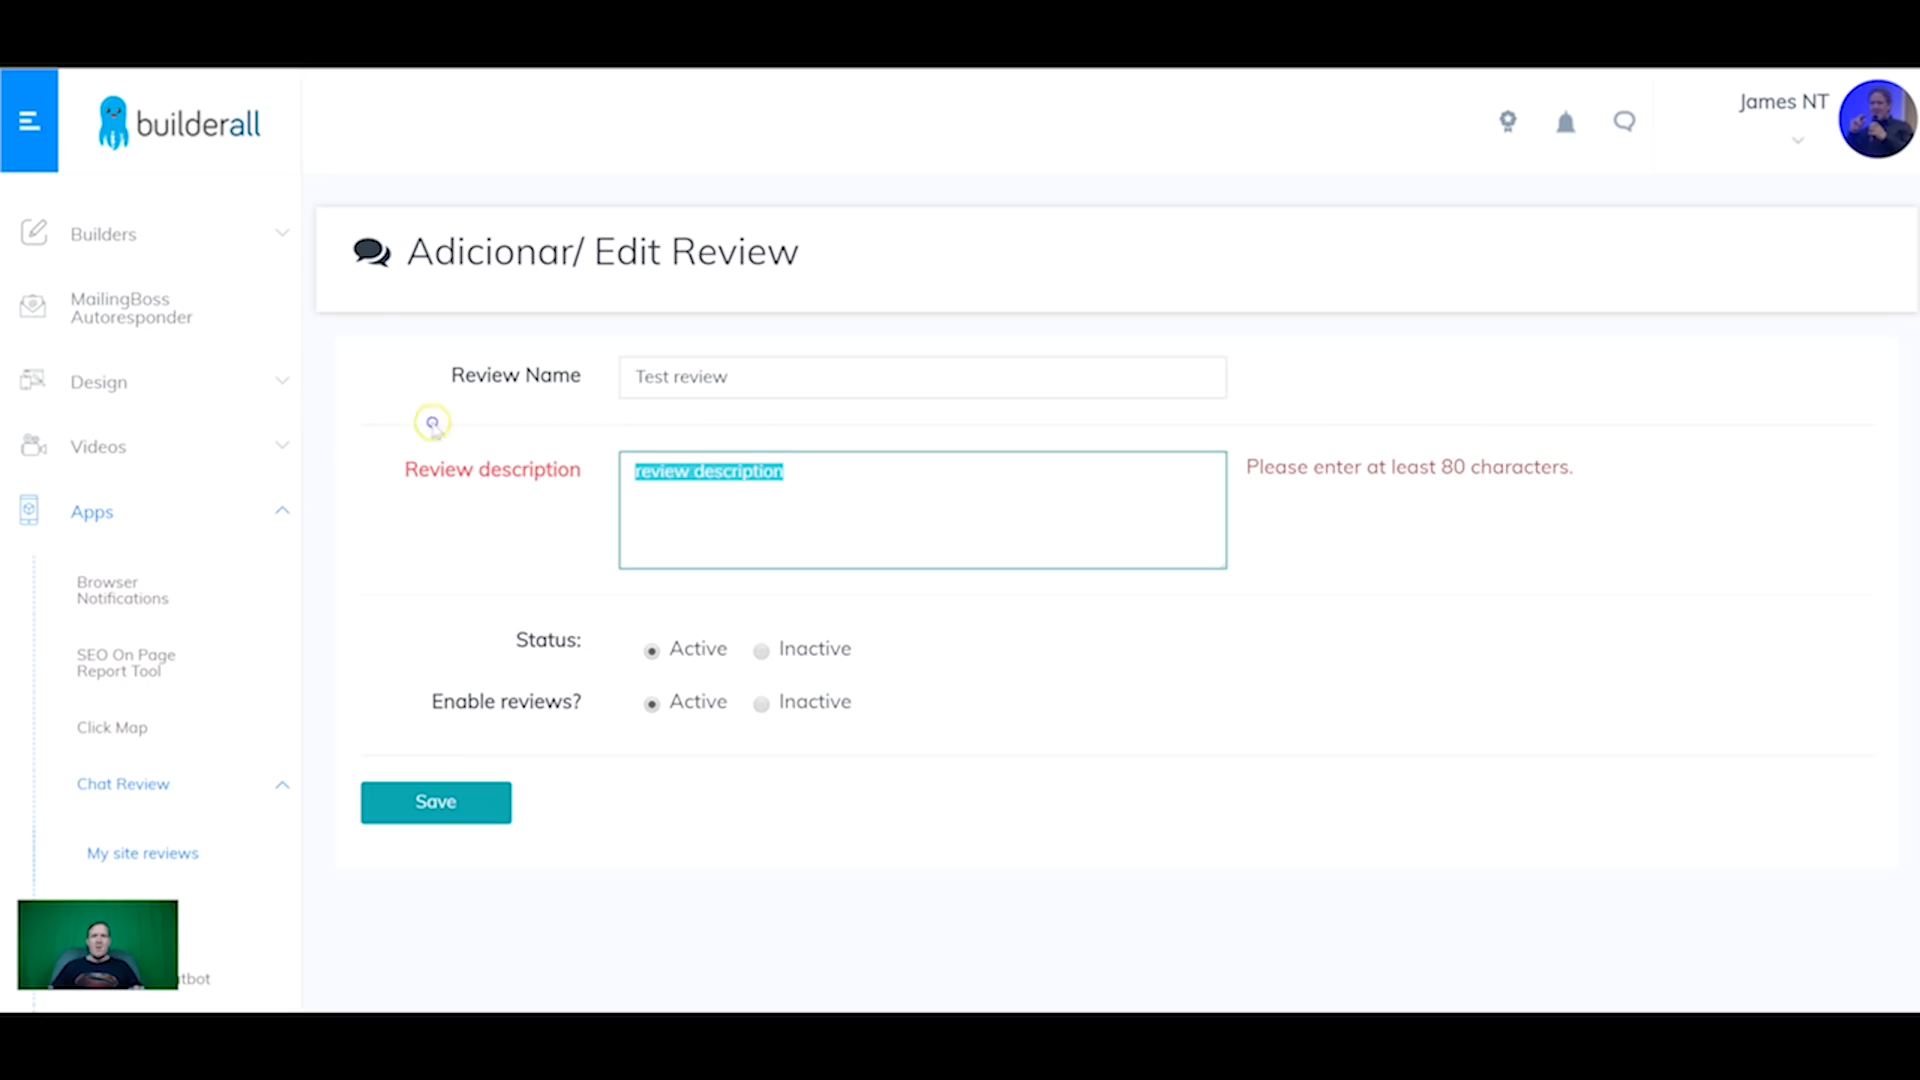 builderall
James NT
Builders
MailingBoss
Autoresponder
Design
Videos
Apps
Browser
Notifications
SEO On Page
Report Tool
Click Map
Chat Review
My site reviews
tbot
Adicionar/ Edit Review
Review Name
Test review
Review description
review description
Please enter at least 80 characters.
Status:
Active
Inactive
Enable reviews?
Active
Inactive
Save